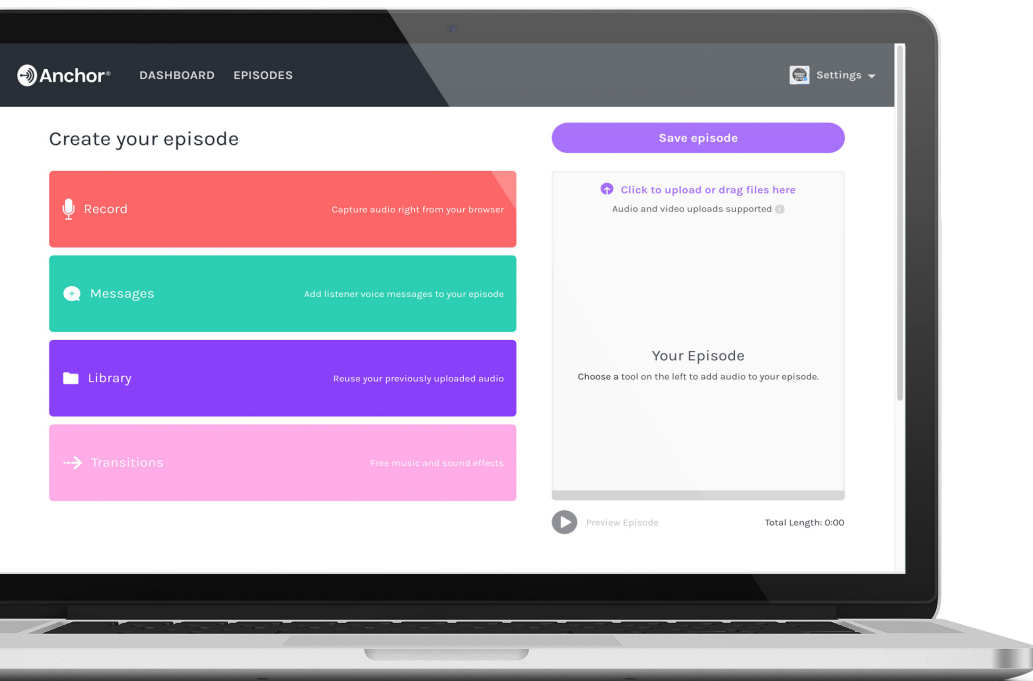 Anchor®
DASHBOARD EPISODES
Settings
Create your episode
Save episode
Record
Capture audio right from your browser
Messages
Add listener voice messages to your episode
Library
Reuse your previously uploaded audio
Transitions
Free music and sound effects
Click to upload or drag files here
Audio and video uploads supported
Your Episode
Choose a tool on the left to add audio to your episode.
Preview Episode
Total Length: 0:00